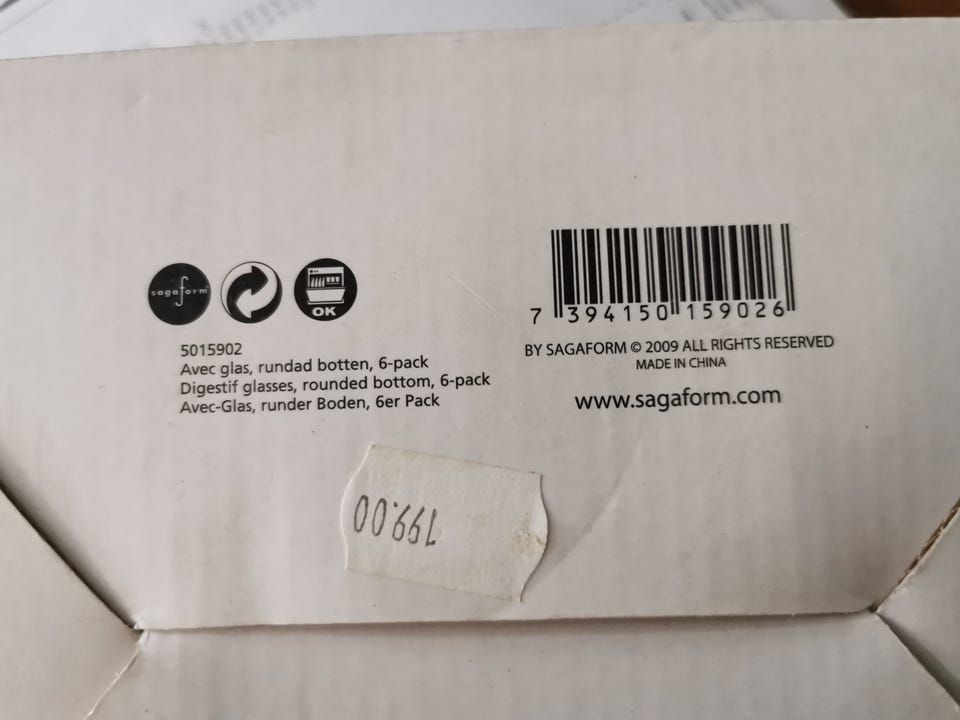 sagaform
OK
5015902
Avec glas, rundad botten, 6-pack
Digestif glasses, rounded bottom, 6-pack
Avec-Glas, runder Boden, 6er Pack
7 394150 159026
BY SAGAFORM © 2009 ALL RIGHTS RESERVED
MADE IN CHINA
www.sagaform.com
199.00